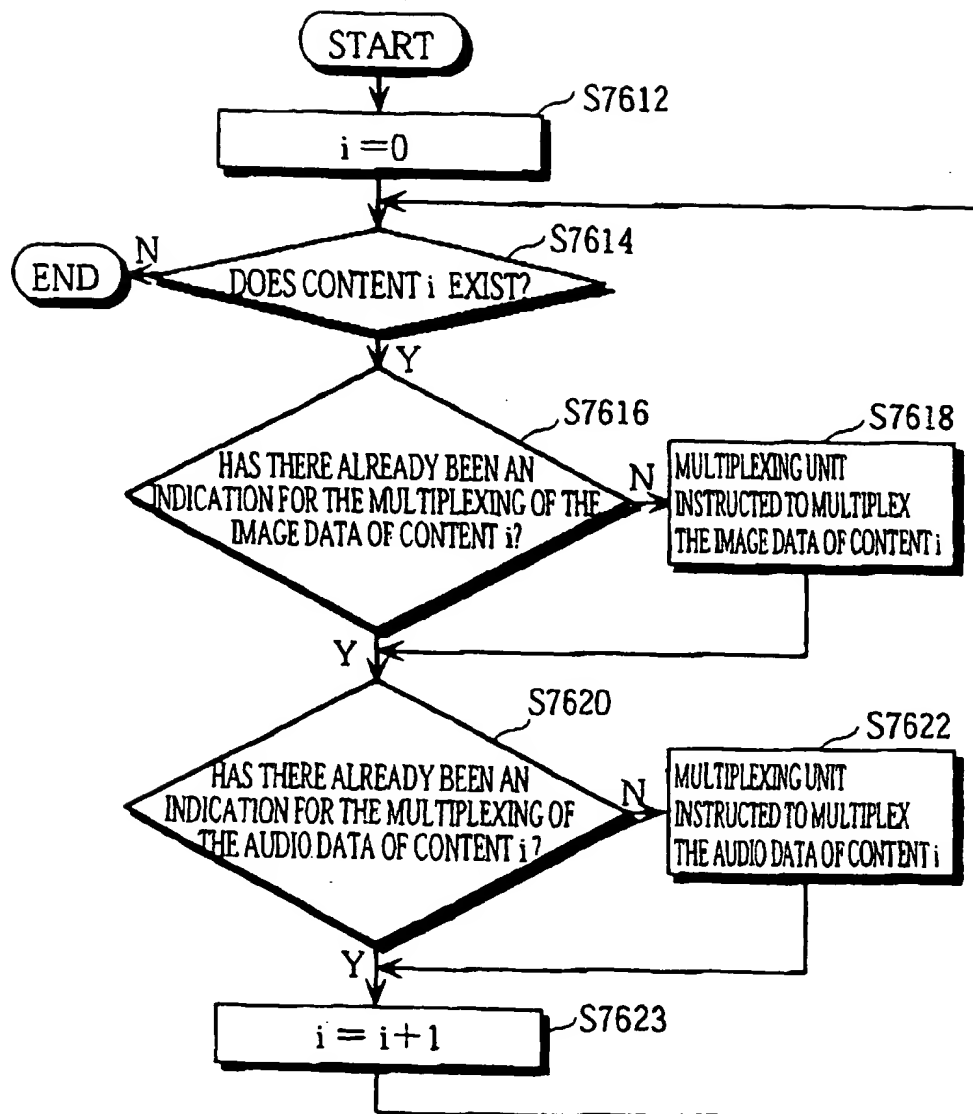 START
S7612
i=0
S7614
N
END
DOES CONTENT i EXIST?
Y
S7616
HAS THERE ALREADY BEEN AN
INDICATION FOR THE MULTIPLEXING OF THE
IMAGE DATA OF CONTENT i?
N
S7618
MULTIPLEXING UNIT
INSTRUCTED TO MULTIPLEX
THE IMAGE DATA OF CONTENT i
Y
S7620
HAS THERE ALREADY BEEN AN
INDICATION FOR THE MULTIPLEXING OF
THE AUDIO DATA OF CONTENT i?
N
S7622
MULTIPLEXING UNIT
INSTRUCTED TO MULTIPLEX
THE AUDIO DATA OF CONTENT i
Y
i = i+1
S7623